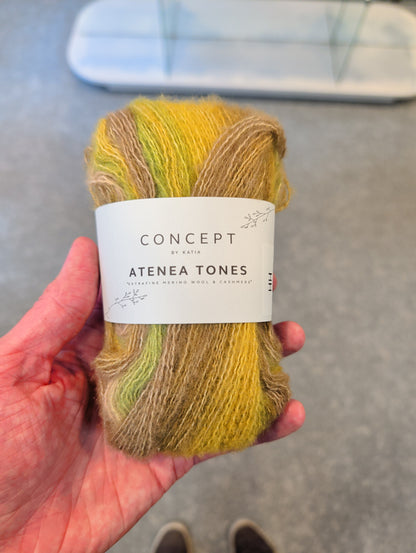 CONCEPT
BY KATIA
ATENEA TONES
"EXTRAFINE MERINO WOOL & CASHMERE"